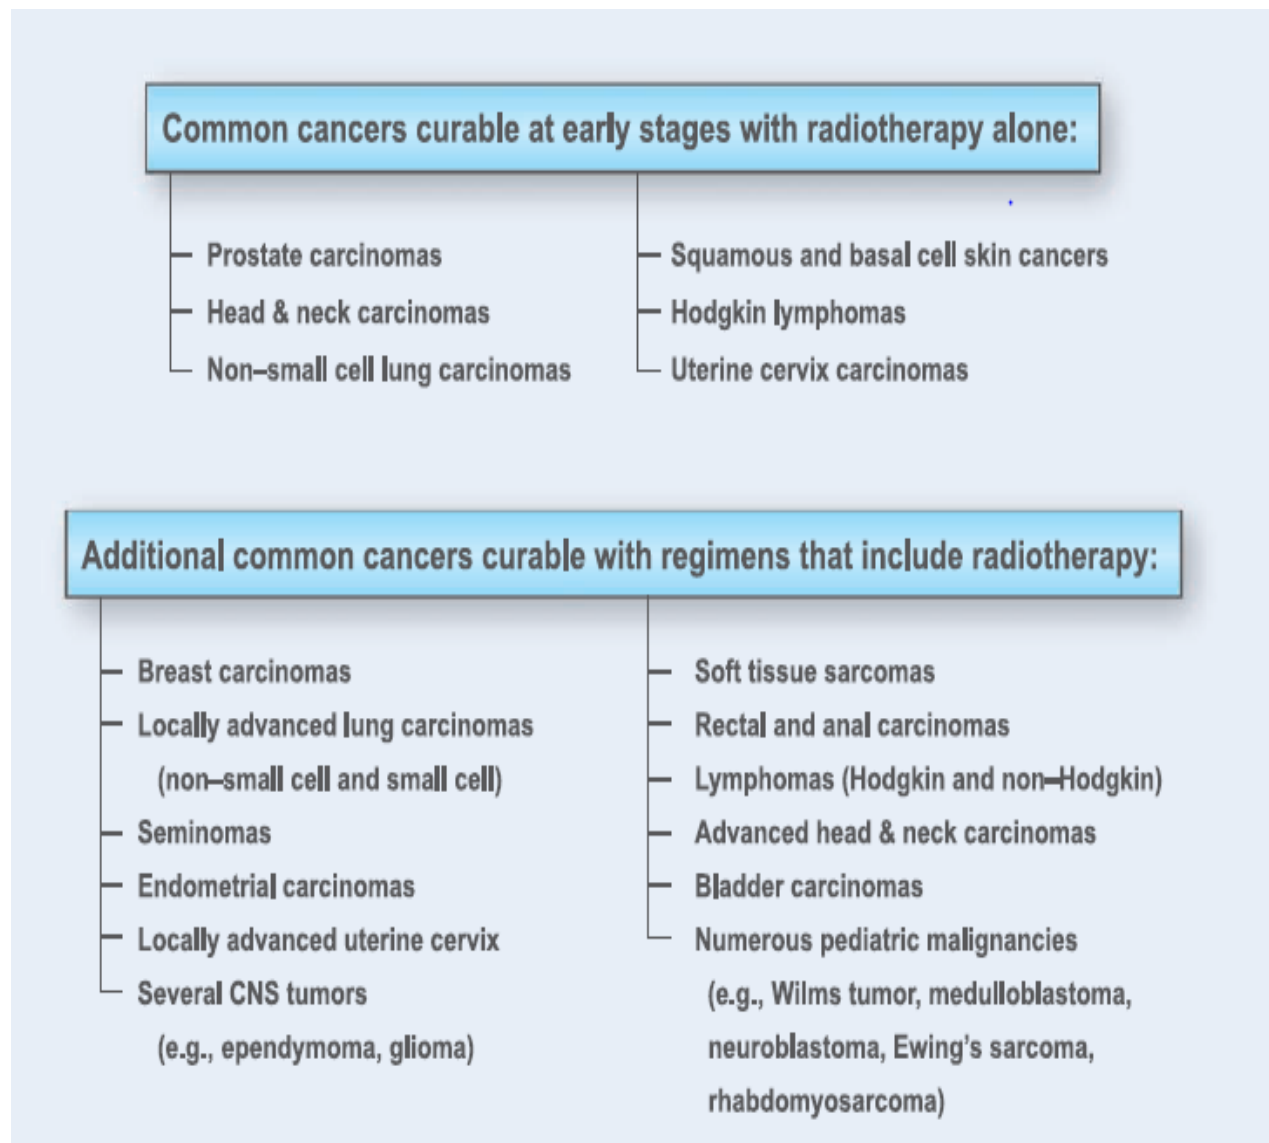 Common cancers curable at early stages with radiotherapy alone:
Prostate carcinomas
Head & neck carcinomas
Non–small cell lung carcinomas
Squamous and basal cell skin cancers
Hodgkin lymphomas
Uterine cervix carcinomas
Additional common cancers curable with regimens that include radiotherapy:
Breast carcinomas
Locally advanced lung carcinomas
(non–small cell and small cell)
Seminomas
Endometrial carcinomas
Locally advanced uterine cervix
Several CNS tumors
(e.g., ependymoma, glioma)
Soft tissue sarcomas
Rectal and anal carcinomas
Lymphomas (Hodgkin and non–Hodgkin)
Advanced head & neck carcinomas
Bladder carcinomas
Numerous pediatric malignancies
(e.g., Wilms tumor, medulloblastoma,
neuroblastoma, Ewing’s sarcoma,
rhabdomyosarcoma)